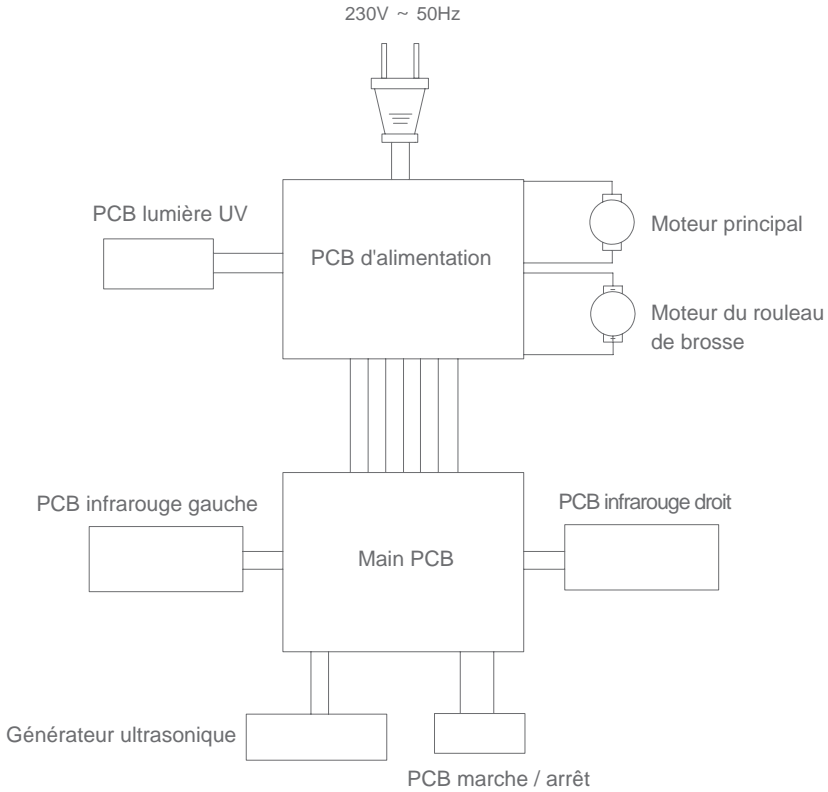 230V ~ 50Hz
PCB lumière UV
PCB d'alimentation
Moteur principal
Moteur du rouleau
de brosse
PCB infrarouge gauche
PCB infrarouge droit
Main PCB
Générateur ultrasonique
PCB marche / arrêt